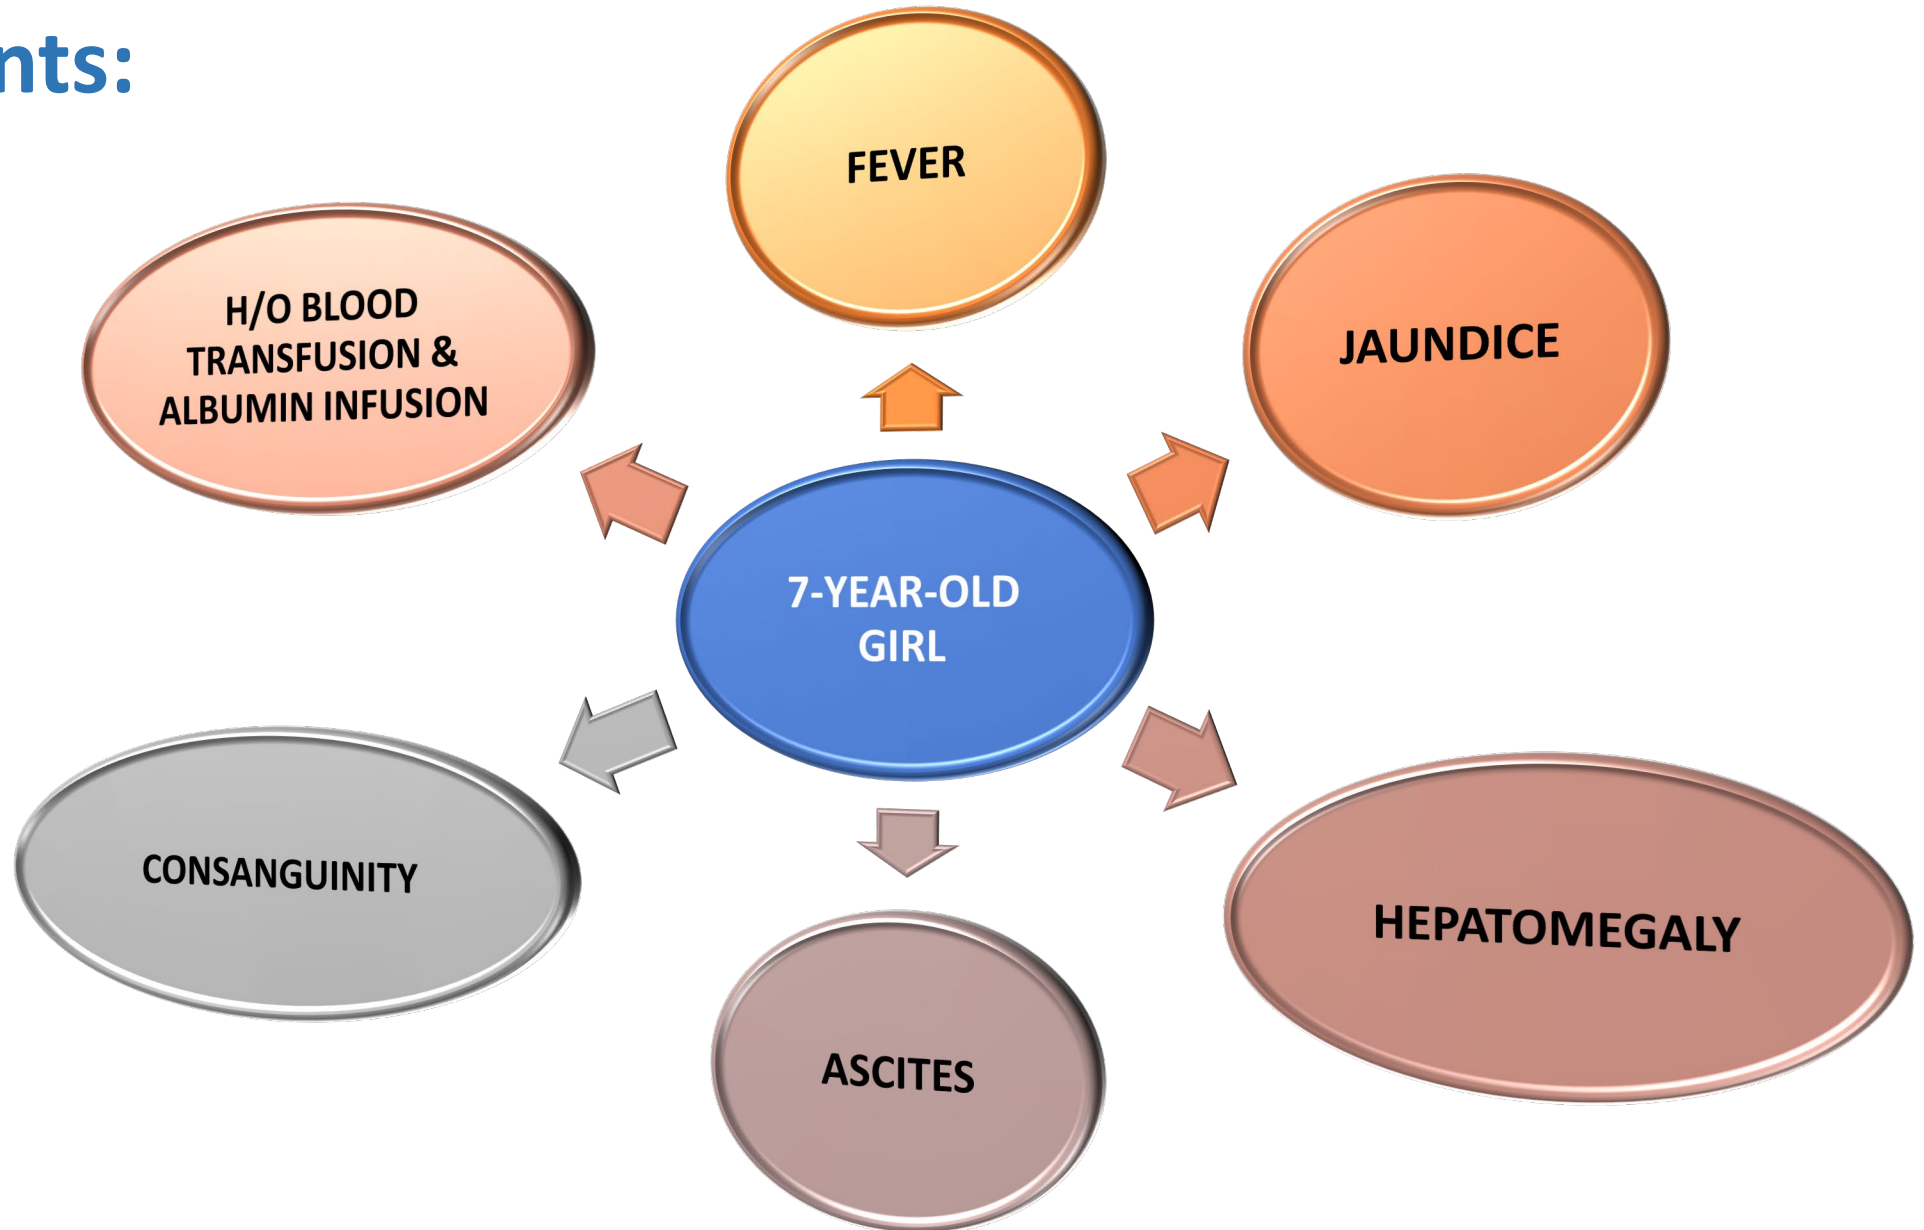 nts:
FEVER
JAUNDICE
H/O BLOOD
TRANSFUSION &
ALBUMIN INFUSION
7-YEAR-OLD
GIRL
CONSANGUINITY
HEPATOMEGALY
ASCITES